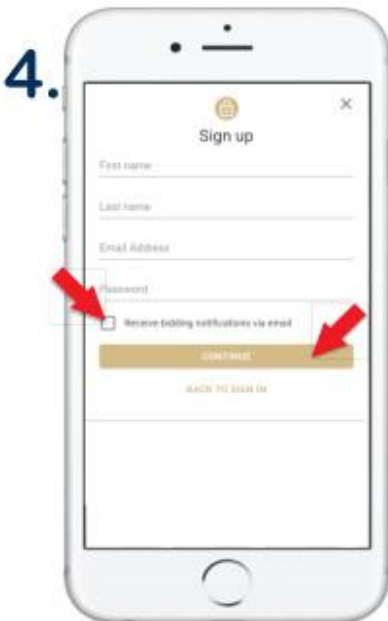 4.
Sign up
First name
Last name
Email Address
Password
Receive bidding notifications via email
CONTINUE
BACK TO SIGN IN